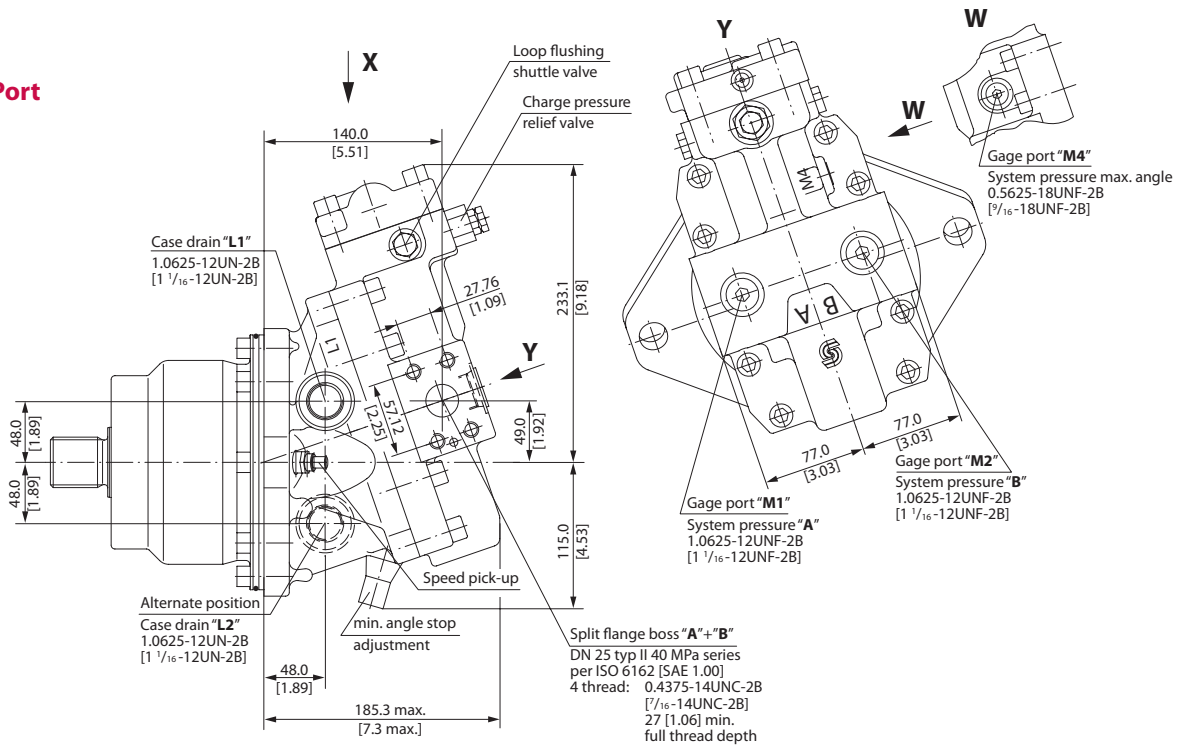 Port
X
Loop flushing
shuttle valve
Charge pressure
relief valve
140.0
[5.51]
Case drain "L1"
1.0625-12UN-2B
[1 1/16 -12UN-2B]
L1
27.76
[1.09]
233.1
[9.18]
Y
57.12
[2.25]
49.0
[1.92]
48.0
[1.89]
48.0
[1.89]
115.0
[4.53]
Speed pick-up
Alternate position
Case drain "L2"
1.0625-12UN-2B
[1 1/16 -12UN-2B]
min. angle stop
adjustment
48.0
[1.89]
185.3 max.
[7.3 max.]
Split flange boss "A"+"B"
DN 25 typ II 40 MPa series
per ISO 6162 [SAE 1.00]
4 thread: 0.4375-14UNC-2B
[7/16 -14UNC-2B]
27 [1.06] min.
full thread depth
Y
W
M4
B A
W
Gage port "M4"
System pressure max. angle
0.5625-18UNF-2B
[9/16 -18UNF-2B]
77.0
[3.03]
77.0
[3.03]
Gage port "M1"
System pressure "A"
1.0625-12UNF-2B
[1 1/16 -12UNF-2B]
Gage port "M2"
System pressure "B"
1.0625-12UNF-2B
[1 1/16 -12UNF-2B]